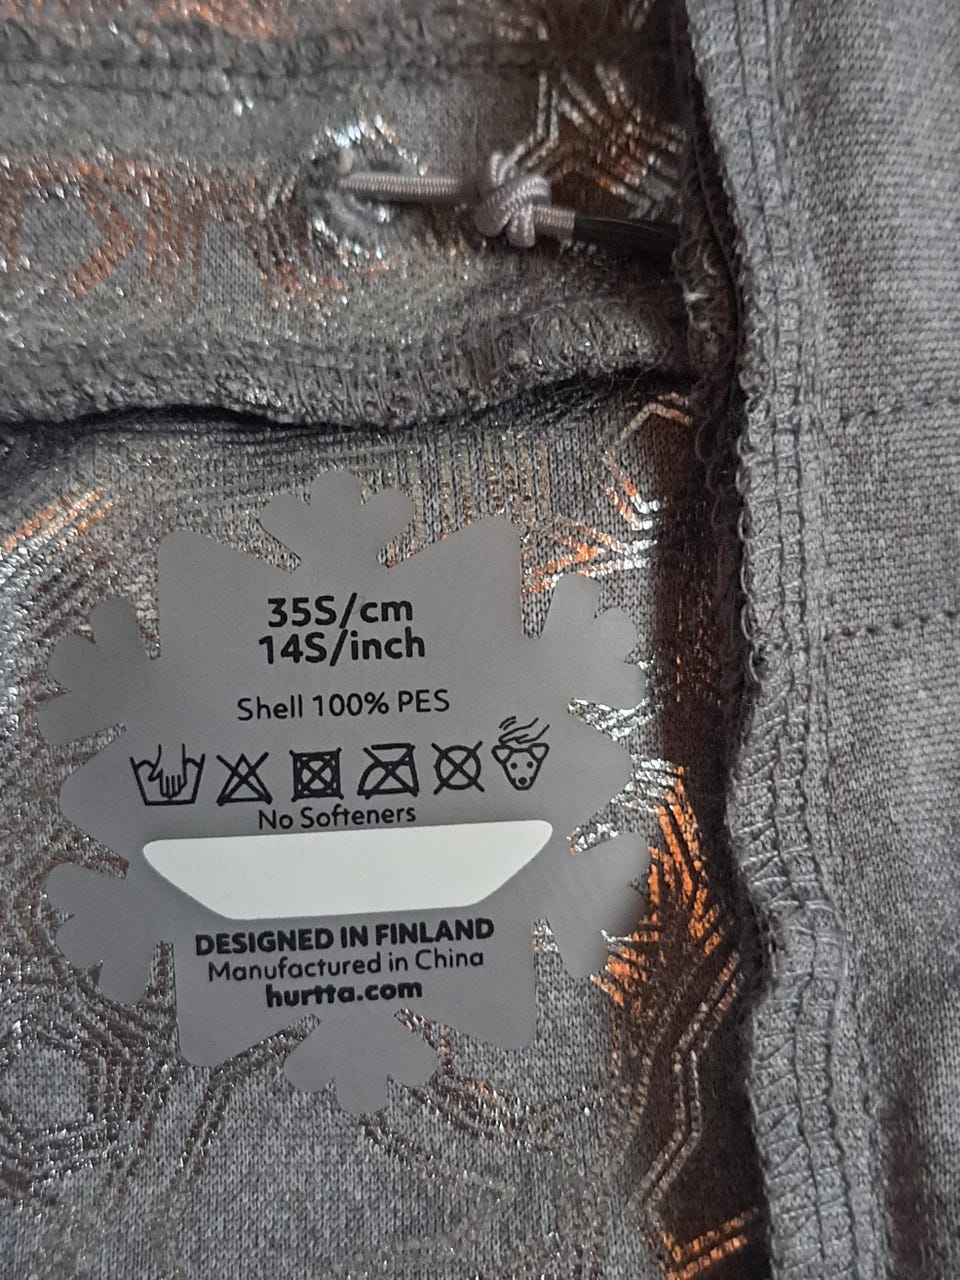 35S/cm
14S/inch
Shell 100% PES
No Softeners
DESIGNED IN FINLAND
Manufactured in China
hurtta.com